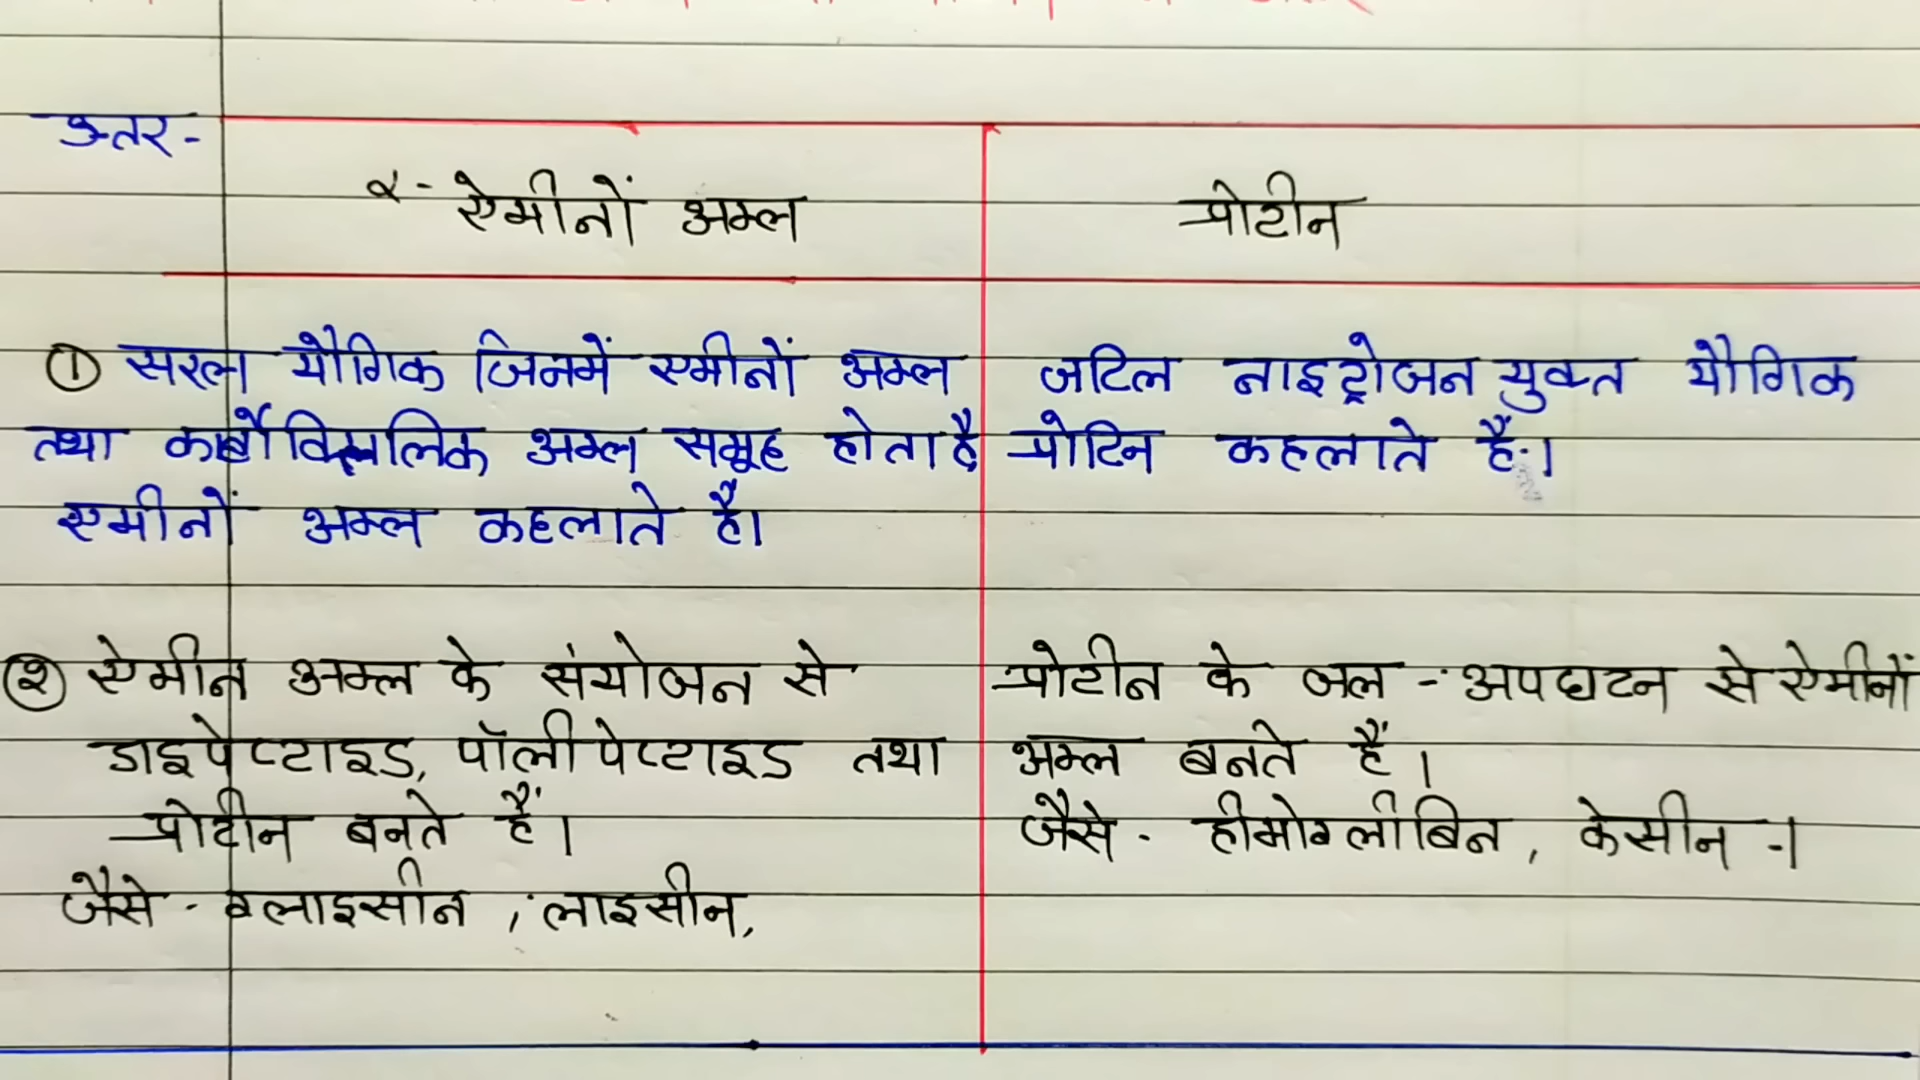 उत्तर-
α- ऐमीनों अम्ल
प्रोटीन
① सरल यौगिक जिनमें एमीनों अम्ल
तथा कार्बोक्सिलिक अम्ल समूह होता है
एमीनों अम्ल कहलाते है।
जटिल नाइट्रोजन युक्त यौगिक
प्रोटिन कहलाते हैं।
② ऐमीन अम्ल के संयोजन से
डाइपेप्टाइड, पॉलीपेप्टाइड तथा
प्रोटीन बनते हैं।
जैसे - ग्लाइसीन, लाइसीन,
प्रोटीन के जल - अपघटन से ऐमीनों
अम्ल बनते हैं।
जैसे - हीमोग्लोबिन, केसीन -।